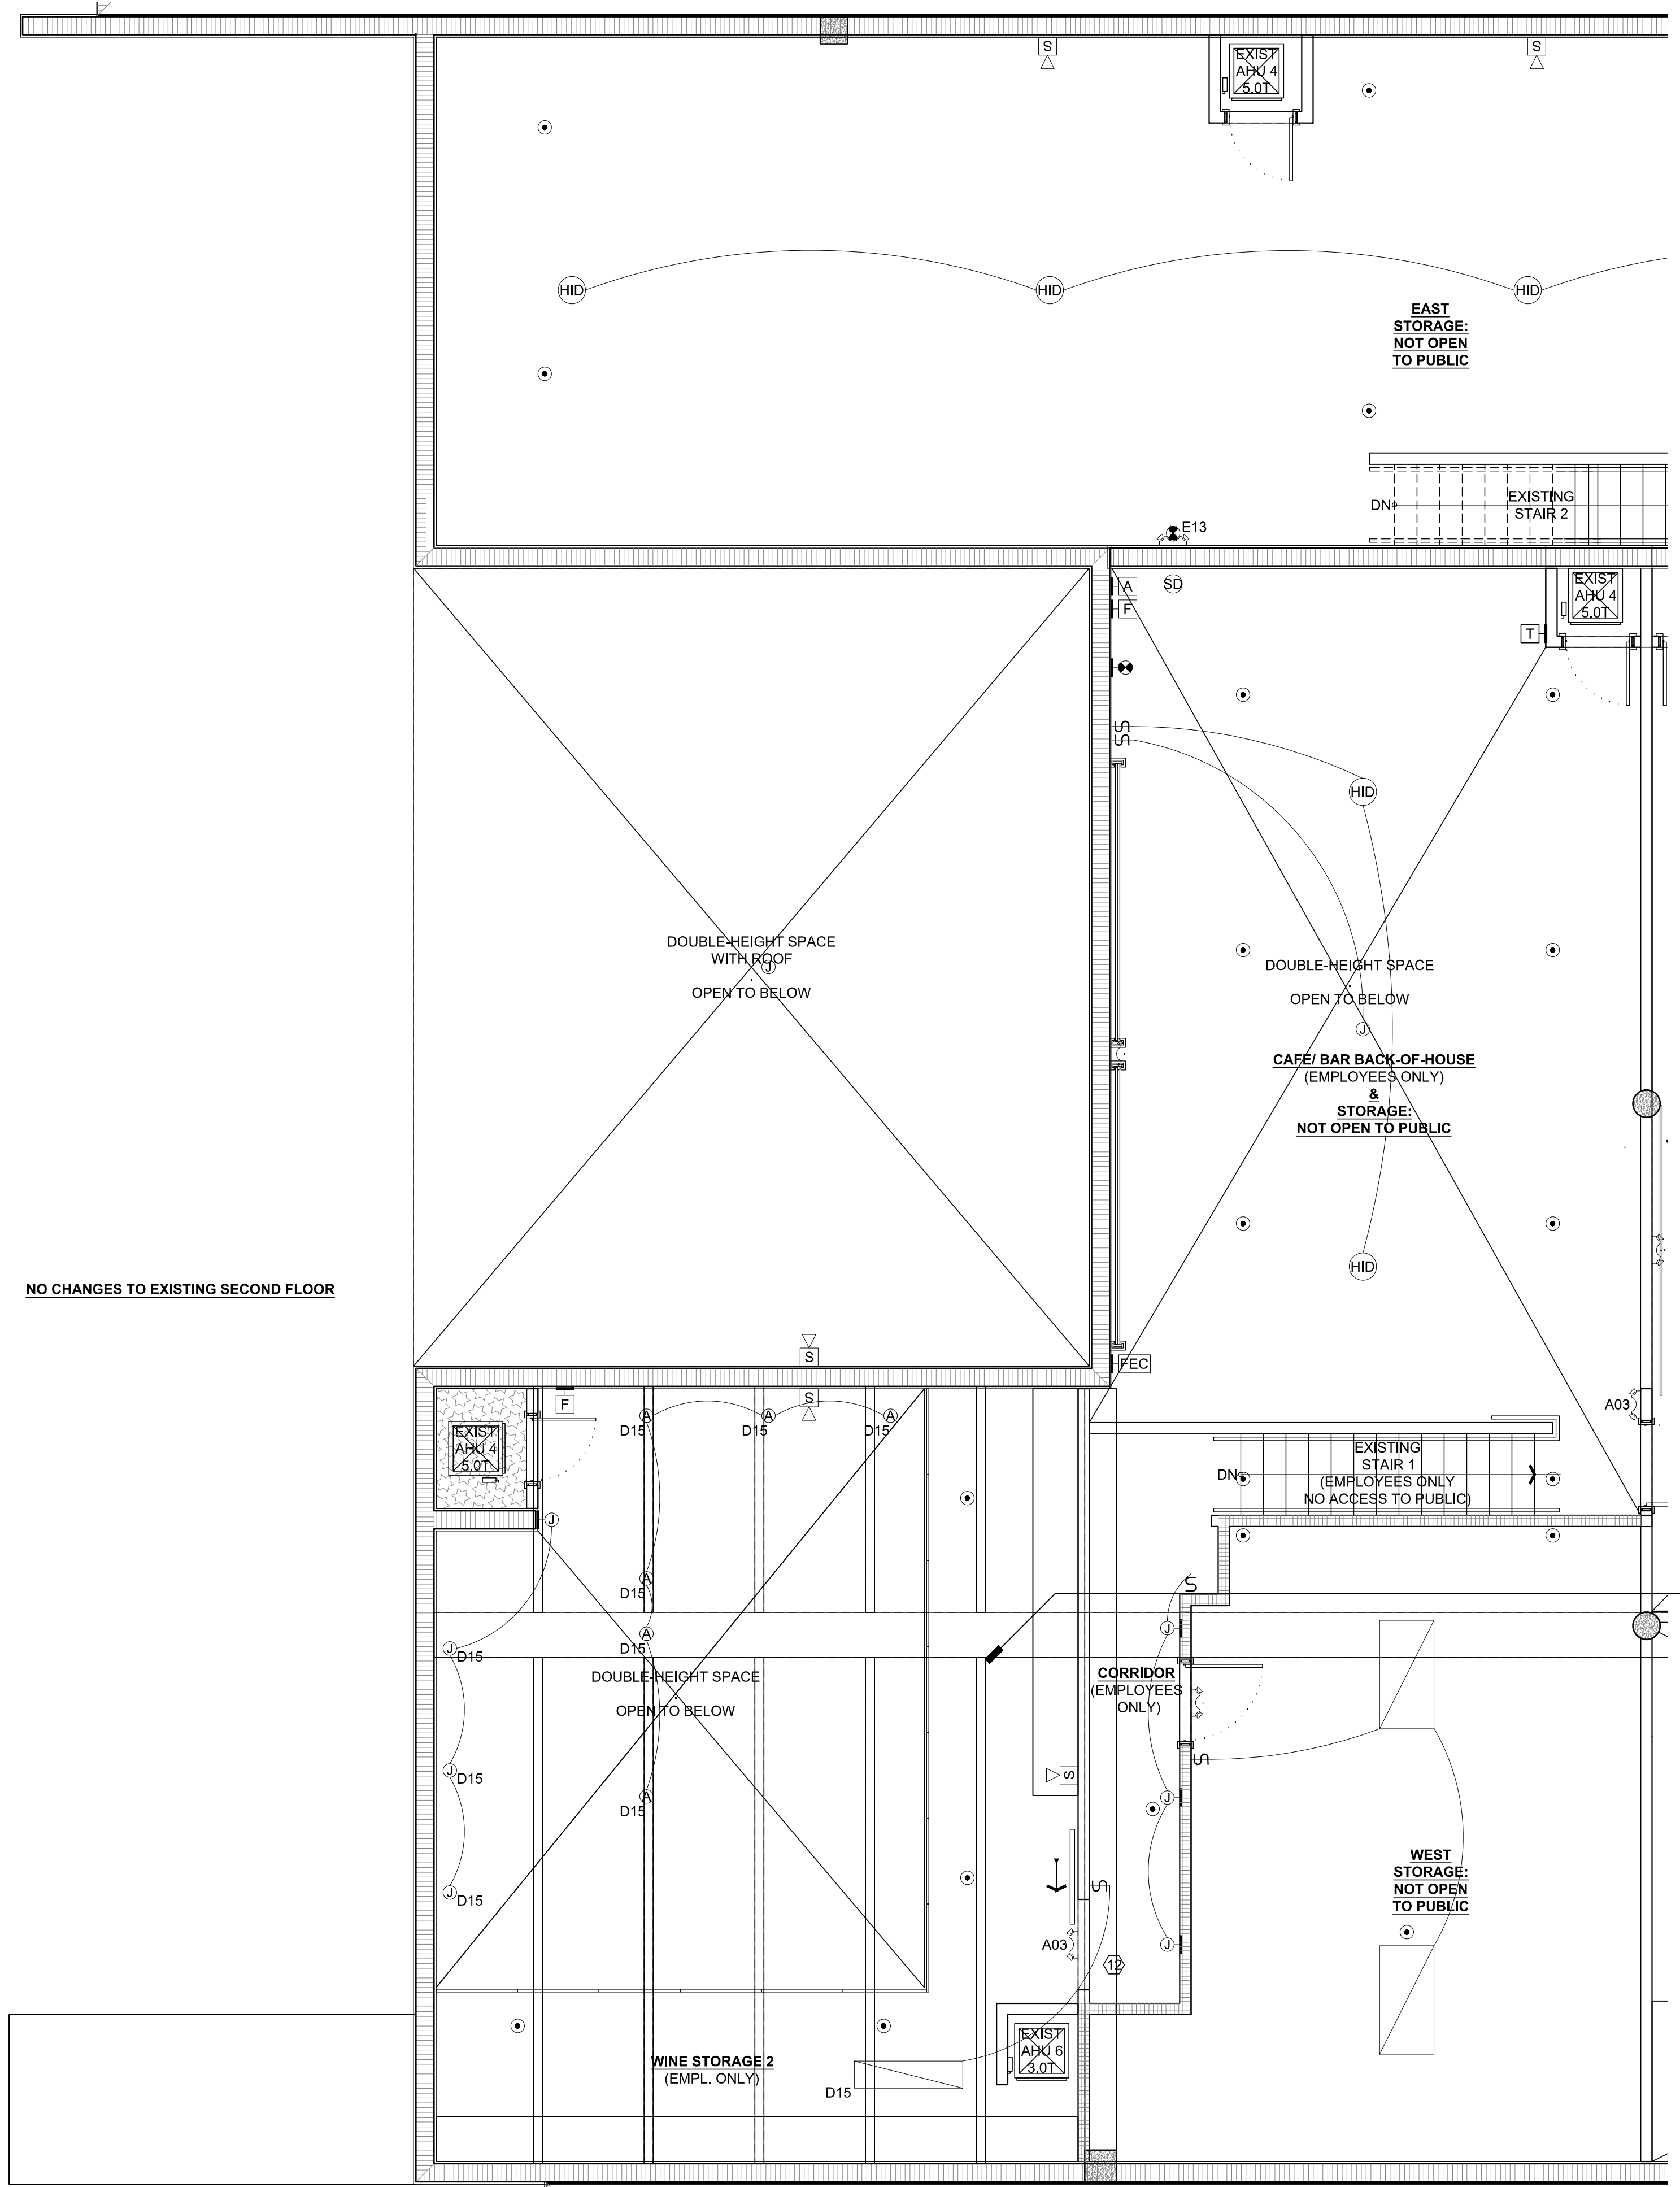 S
EXIST
AHU 4
5.0T
S
HID
HID
HID
EAST
STORAGE:
NOT OPEN
TO PUBLIC
DN
EXISTING
STAIR 2
E13
SD
A
F
EXIST
AHU 4
5.0T
T
S
S
HID
DOUBLE-HEIGHT SPACE
WITH ROOF
J
OPEN TO BELOW
DOUBLE-HEIGHT SPACE
OPEN TO BELOW
J
CAFE/ BAR BACK-OF-HOUSE
(EMPLOYEES ONLY)
&
STORAGE:
NOT OPEN TO PUBLIC
HID
NO CHANGES TO EXISTING SECOND FLOOR
S
FEC
F
S
A
D15
A
D15
A
D15
A03
EXIST
AHU 4
5.0T
EXISTING
STAIR 1
(EMPLOYEES ONLY
NO ACCESS TO PUBLIC)
DN
J
A
D15
S
J
A
D15
J
D15
DOUBLE-HEIGHT SPACE
OPEN TO BELOW
CORRIDOR
(EMPLOYEES
ONLY)
S
J
D15
A
D15
S
J
J
D15
S
WEST
STORAGE:
NOT OPEN
TO PUBLIC
A03
J
12
WINE STORAGE 2
(EMPL. ONLY)
D15
EXIST
AHU 6
3.0T